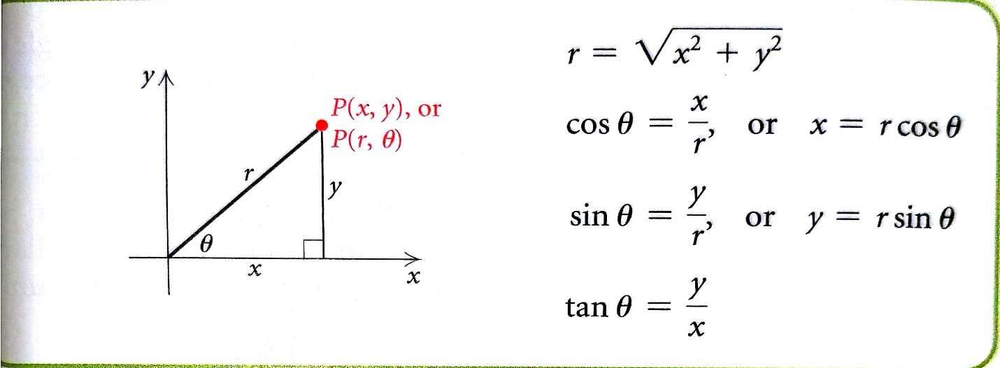 y
P(x, y), or
P(r, θ)
r
y
θ
x
x
r = √x² + y²
cos θ = x/r, or x = r cos θ
sin θ = y/r, or y = r sin θ
tan θ = y/x